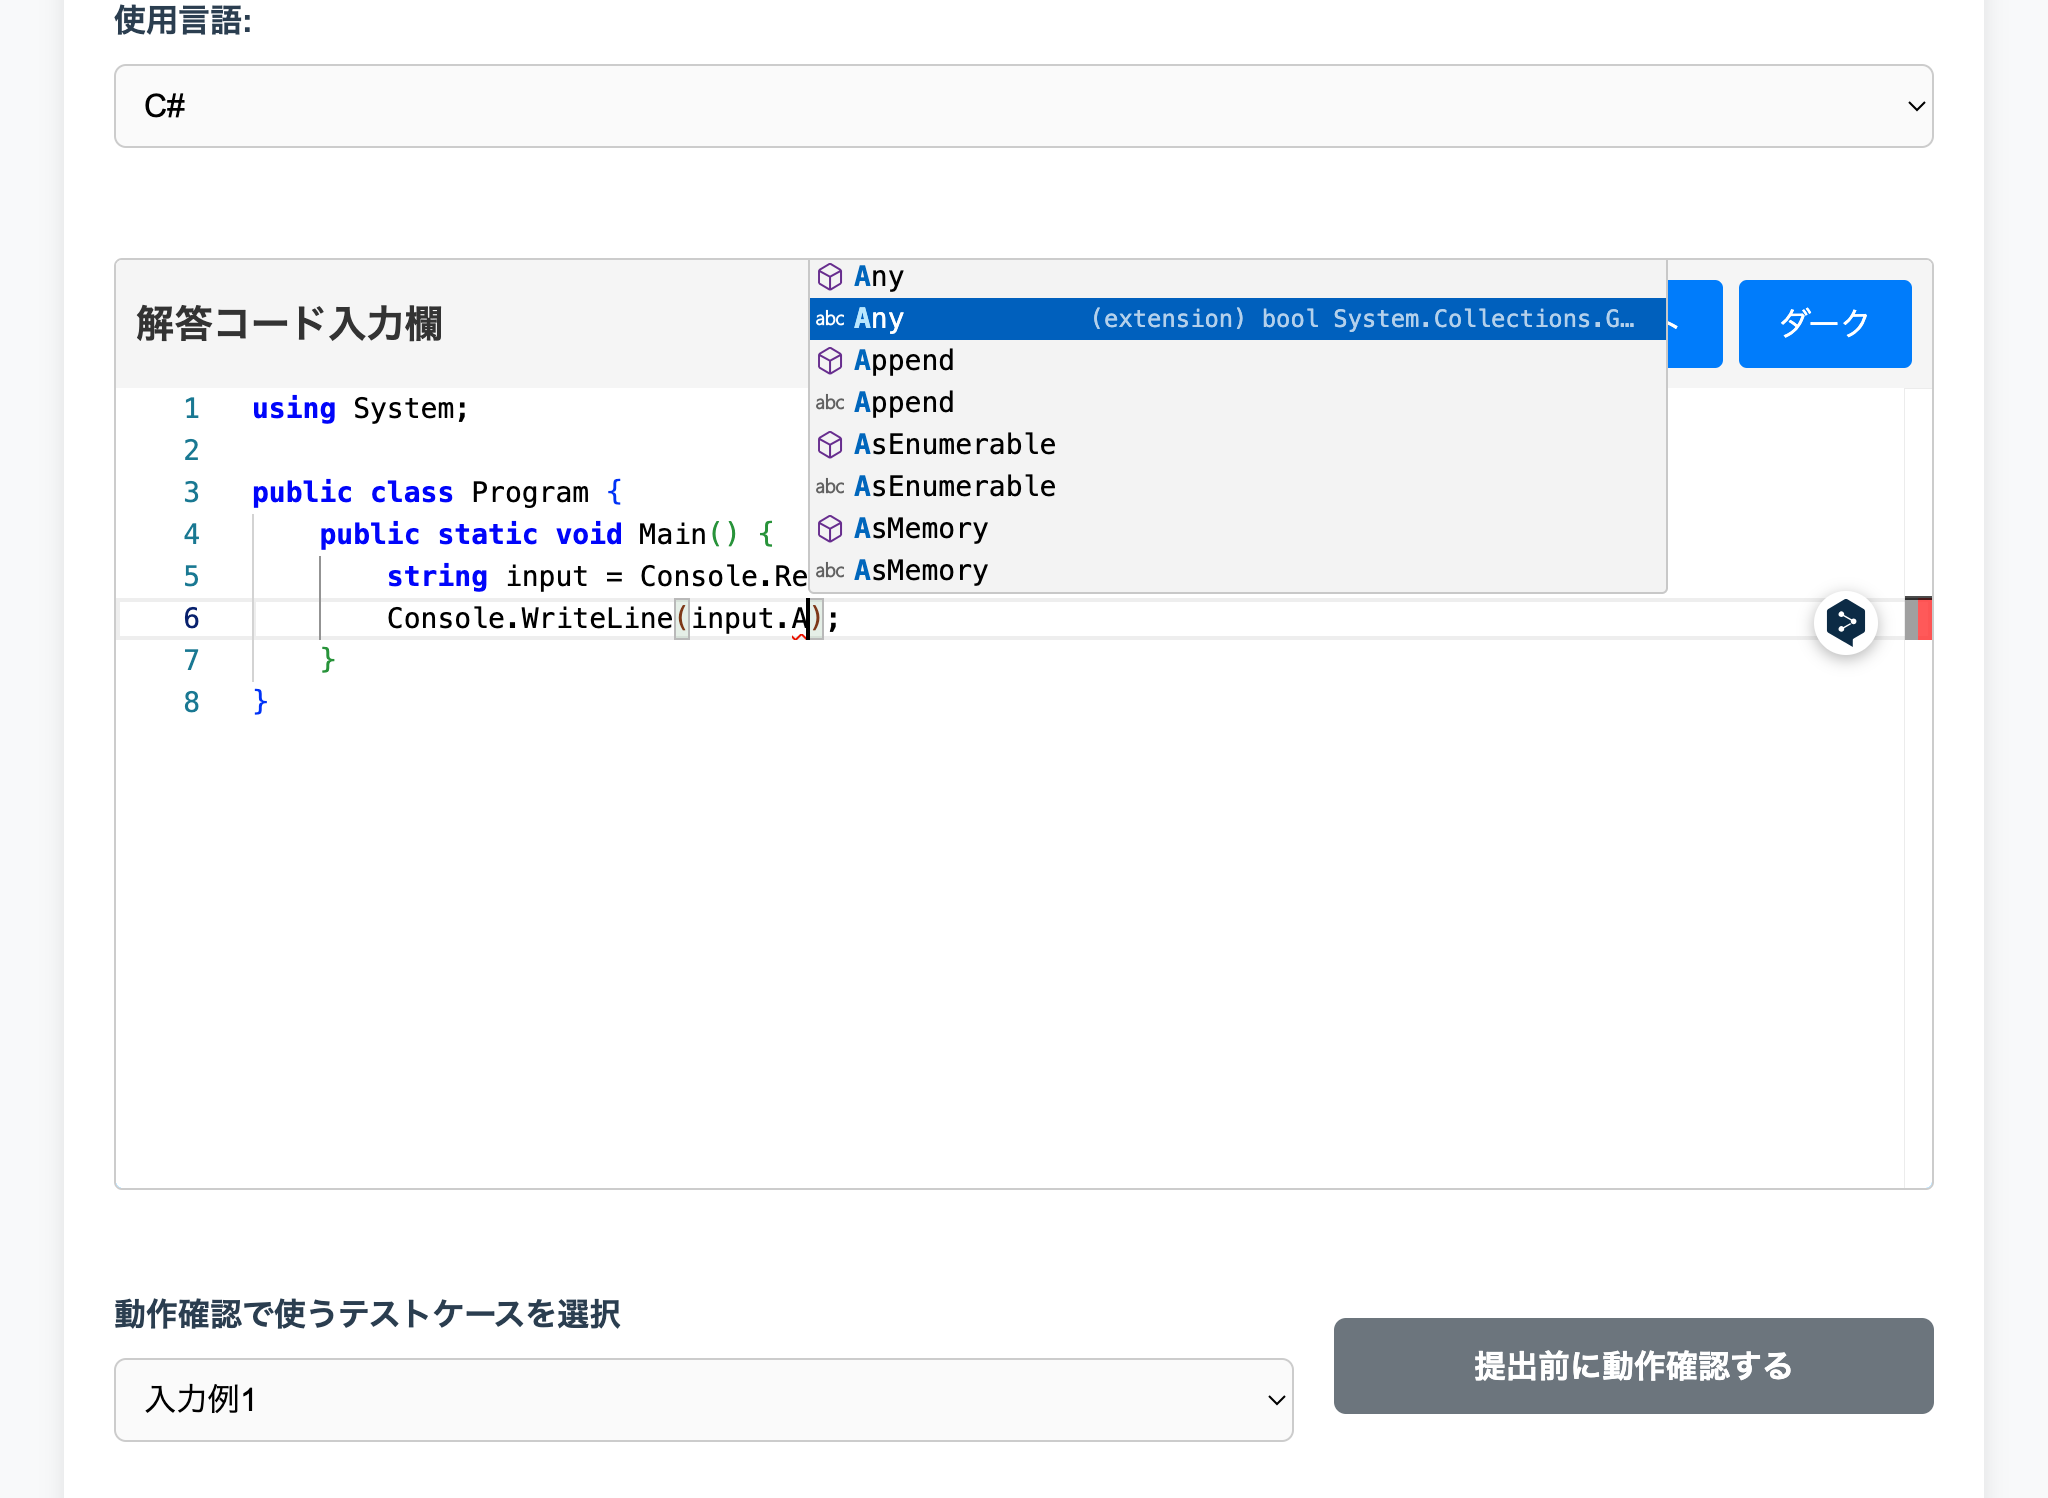 使用言語:
C#
解答コード入力欄
ダーク
Any
abc Any (extension) bool System.Collections.G…
Append
abc Append
AsEnumerable
abc AsEnumerable
AsMemory
abc AsMemory
1 using System;
2
3 public class Program {
4 public static void Main() {
5 string input = Console.Re
6 Console.WriteLine(input.A);
7 }
8 }
動作確認で使うテストケースを選択
入力例1
提出前に動作確認する